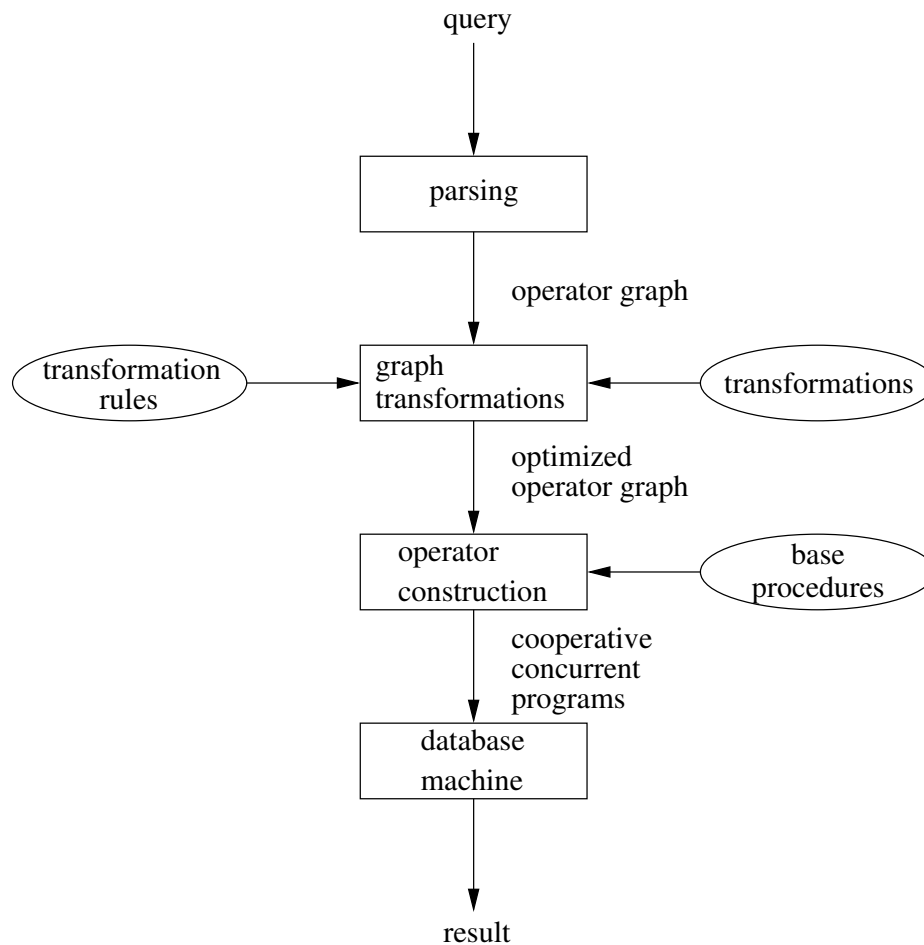 query
parsing
operator graph
transformation
rules
graph
transformations
transformations
optimized
operator graph
operator
construction
base
procedures
cooperative
concurrent
programs
database
machine
result